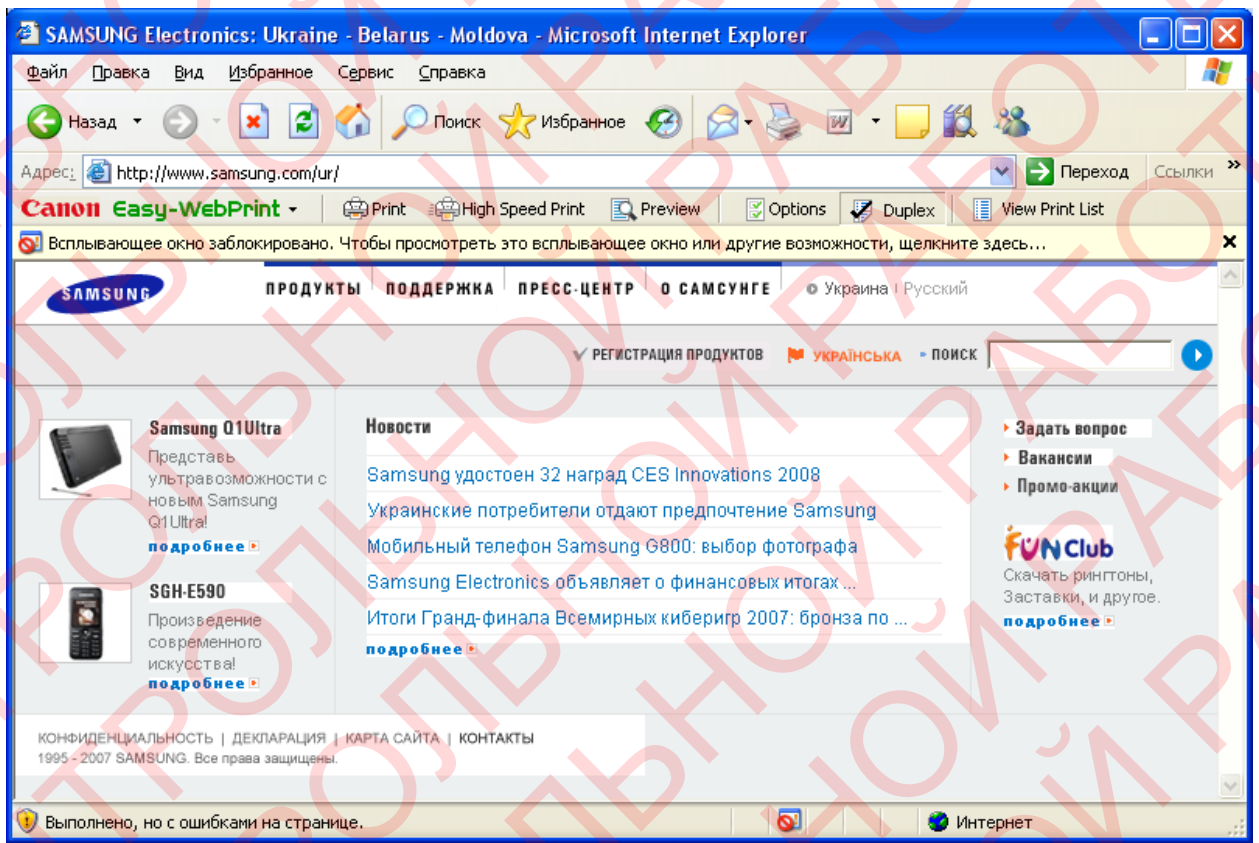 SAMSUNG Electronics: Ukraine - Belarus - Moldova - Microsoft Internet Explorer
Файл Правка Вид Избранное Сервис Справка
Назад Поиск Избранное
Адрес: http://www.samsung.com/ur/ Переход Ссылки »
Canon Easy-WebPrint Print High Speed Print Preview Options Duplex View Print List
Всплывающее окно заблокировано. Чтобы просмотреть это всплывающее окно или другие возможности, щелкните здесь...
SAMSUNG ПРОДУКТЫ ПОДДЕРЖКА ПРЕСС-ЦЕНТР О САМСУНГЕ Украина | Русский
РЕГИСТРАЦИЯ ПРОДУКТОВ УКРАЇНСЬКА ПОИСК
Samsung Q1Ultra
Представь
ультравозможности с
новым Samsung
Q1Ultra!
подробнее
SGH-E590
Произведение
современного
искусства!
подробнее
Новости
Samsung удостоен 32 наград CES Innovations 2008
Украинские потребители отдают предпочтение Samsung
Мобильный телефон Samsung G800: выбор фотографа
Samsung Electronics объявляет о финансовых итогах ...
Итоги Гранд-финала Всемирных киберигр 2007: бронза по ...
подробнее
Задать вопрос
Вакансии
Промо-акции
FUN Club
Скачать рингтоны,
Заставки, и другое.
подробнее
КОНФИДЕНЦИАЛЬНОСТЬ | ДЕКЛАРАЦИЯ | КАРТА САЙТА | КОНТАКТЫ
1995 - 2007 SAMSUNG. Все права защищены.
Выполнено, но с ошибками на странице. Интернет